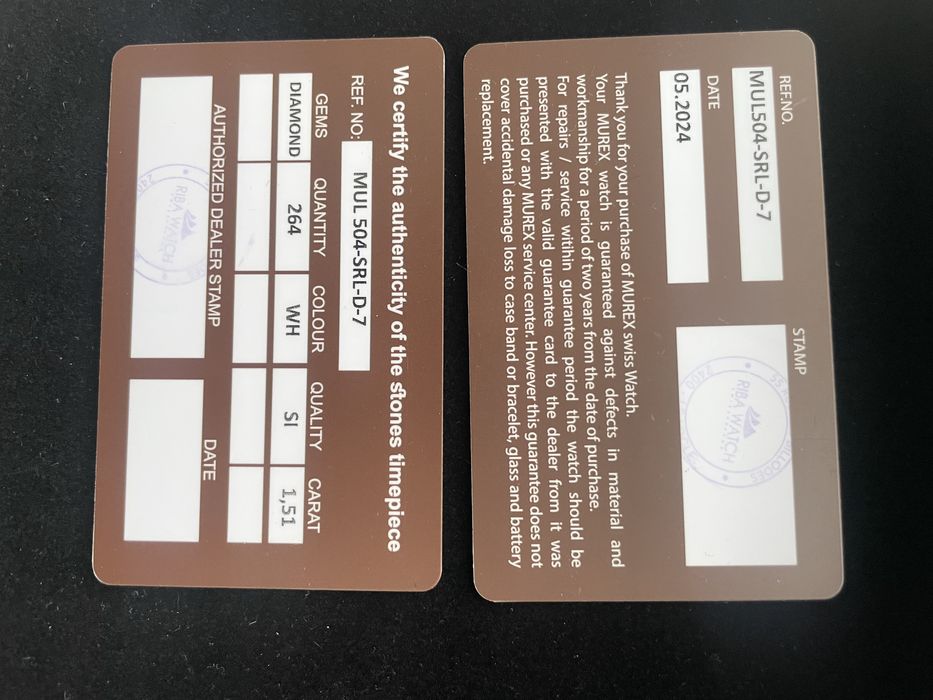 REF.NO.
MUL504-SRL-D-7
DATE
05.2024
STAMP
RIBA WATCH
2400
Thank you for your purchase of MUREX swiss Watch.
Your MUREX watch is guaranteed against defects in material and
workmanship for a period of two years from the date of purchase.
For repairs / service witihin guarantee period the watch should be
presented with the valid guarantee card to the dealer from it was
purchased or any MUREX service center. However this guarantee does not
cover accidental damage loss to case band or bracelet, glass and battery
replacement.
We certify the authenticity of the stones timepiece
REF. NO: MUL 504-SRL-D-7
GEMS QUANTITY COLOUR QUALITY CARAT
DIAMOND 264 WH SI 1,51
AUTHORIZED DEALER STAMP DATE
RIBA WATCH
2400